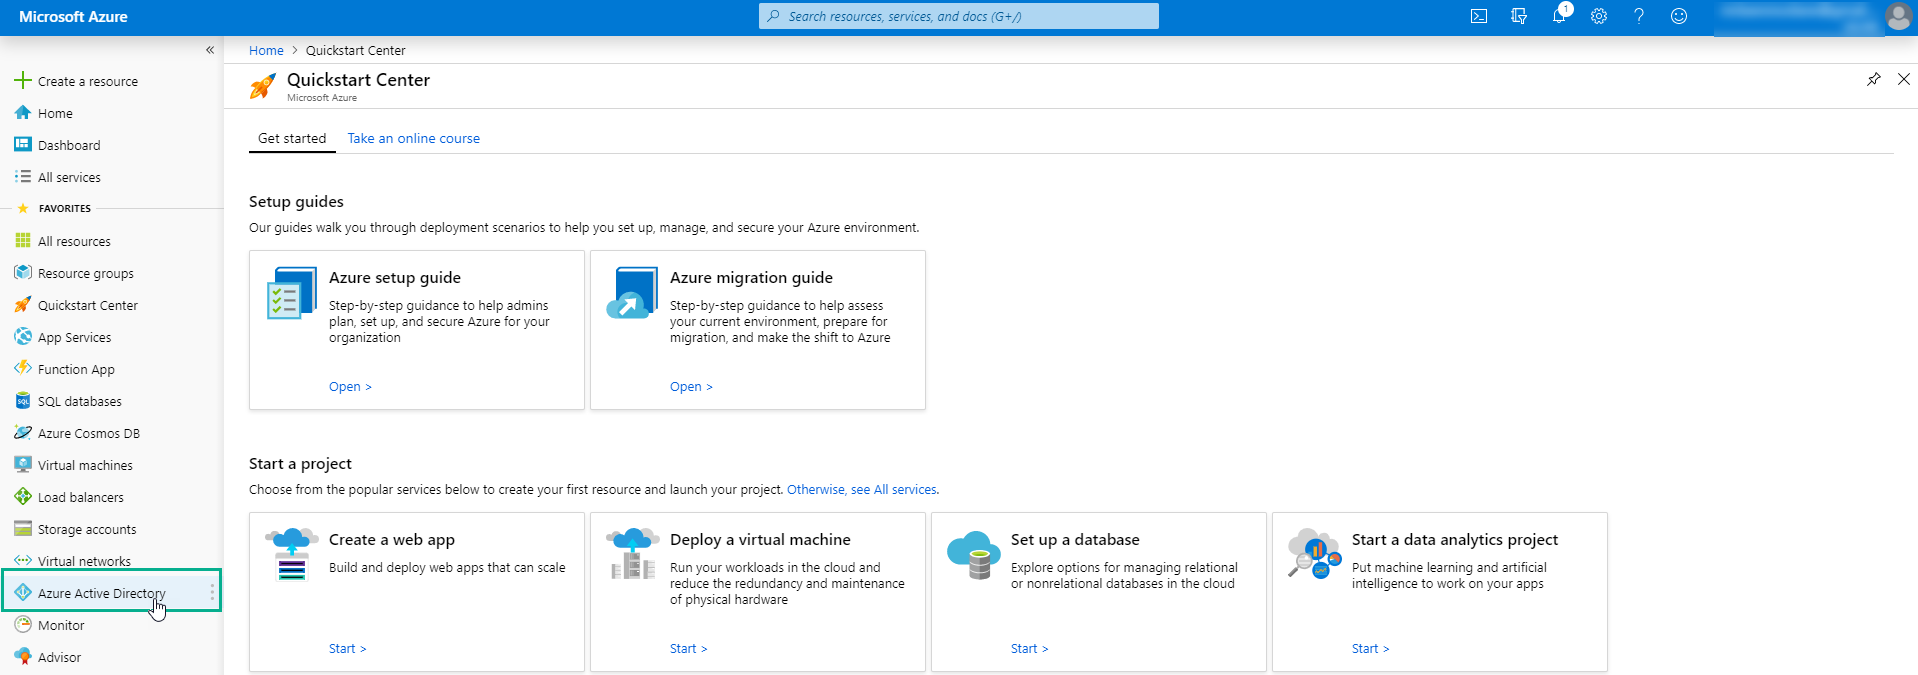 Microsoft Azure
Search resources, services, and docs (G+/)
1
Home > Quickstart Center
Create a resource
Home
Dashboard
All services
FAVORITES
All resources
Resource groups
Quickstart Center
App Services
Function App
SQL databases
Azure Cosmos DB
Virtual machines
Load balancers
Storage accounts
Virtual networks
Azure Active Directory
Monitor
Advisor
Quickstart Center
Microsoft Azure
Get started
Take an online course
Setup guides
Our guides walk you through deployment scenarios to help you set up, manage, and secure your Azure environment.
Azure setup guide
Step-by-step guidance to help admins
plan, set up, and secure Azure for your
organization
Open >
Azure migration guide
Step-by-step guidance to help assess
your current environment, prepare for
migration, and make the shift to Azure
Open >
Start a project
Choose from the popular services below to create your first resource and launch your project. Otherwise, see All services.
Create a web app
Build and deploy web apps that can scale
Start >
Deploy a virtual machine
Run your workloads in the cloud and
reduce the redundancy and maintenance
of physical hardware
Start >
Set up a database
Explore options for managing relational
or nonrelational databases in the cloud
Start >
Start a data analytics project
Put machine learning and artificial
intelligence to work on your apps
Start >